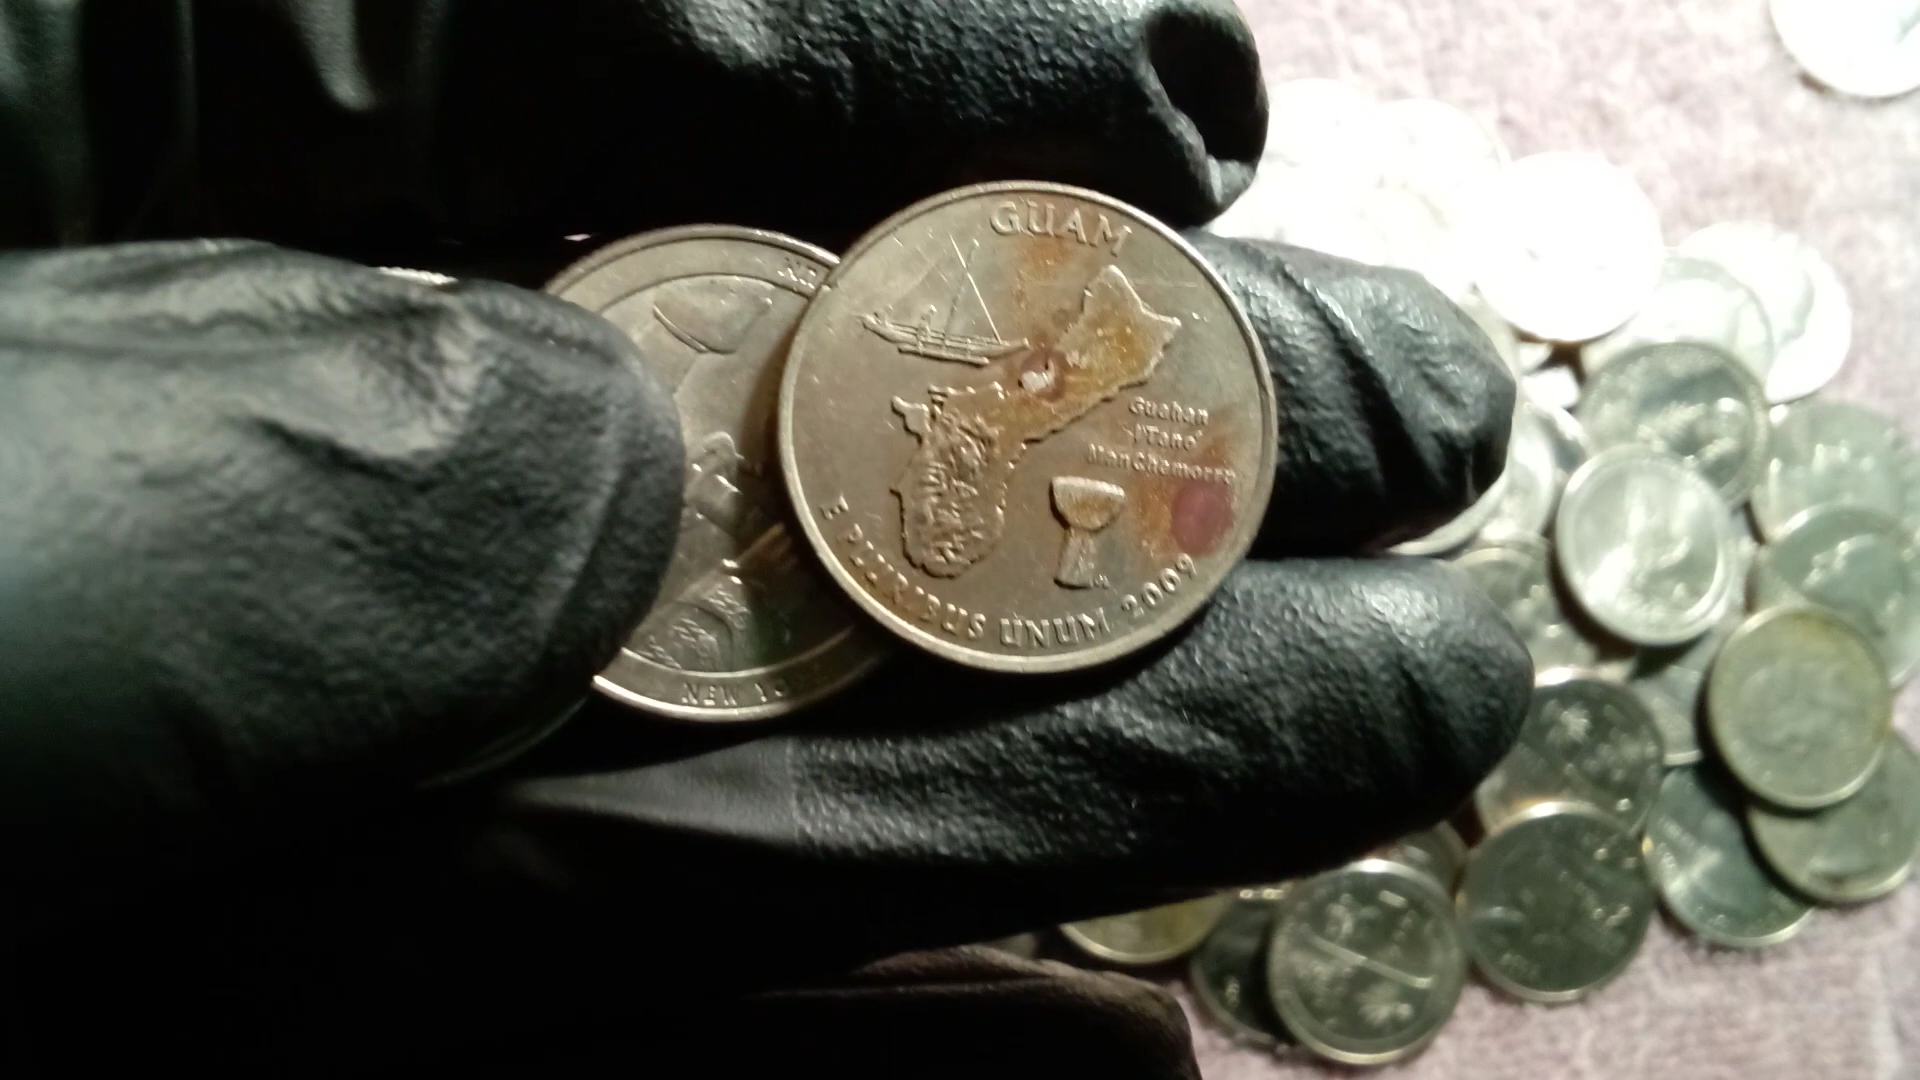 GUAM
Guahan
I Tano'
ManChamorro
E PLURIBUS UNUM 2009
NEW YO